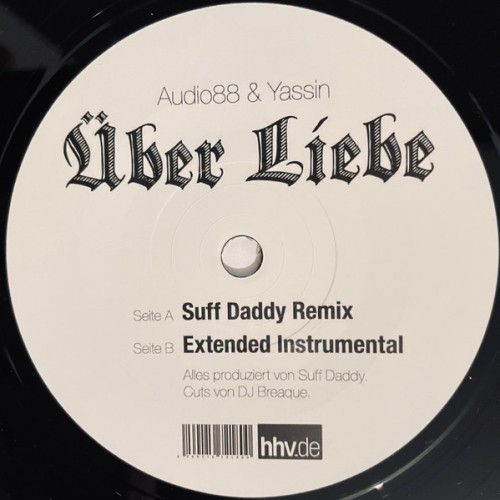 Audio88 & Yassin
Über Liebe
Seite A Suff Daddy Remix
Seite B Extended Instrumental
Alles produziert von Suff Daddy.
Cuts von DJ Breaque.
hhv.de